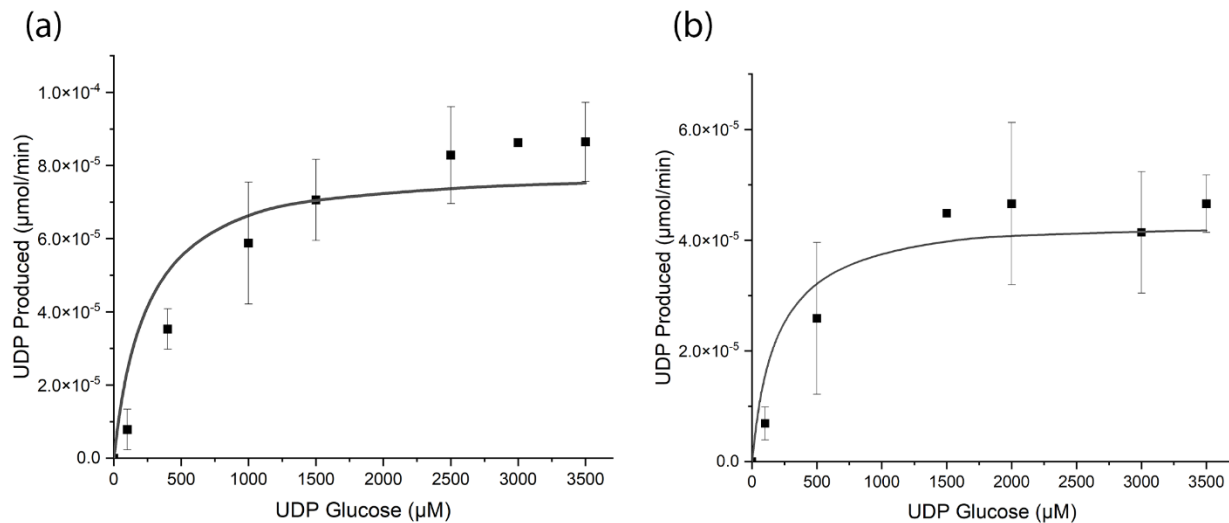 (a)
1.0×10⁻⁴
8.0×10⁻⁵
6.0×10⁻⁵
4.0×10⁻⁵
2.0×10⁻⁵
0.0
UDP Produced (µmol/min)
0 500 1000 1500 2000 2500 3000 3500
UDP Glucose (µM)
(b)
6.0×10⁻⁵
4.0×10⁻⁵
2.0×10⁻⁵
0.0
UDP Produced (µmol/min)
0 500 1000 1500 2000 2500 3000 3500
UDP Glucose (µM)